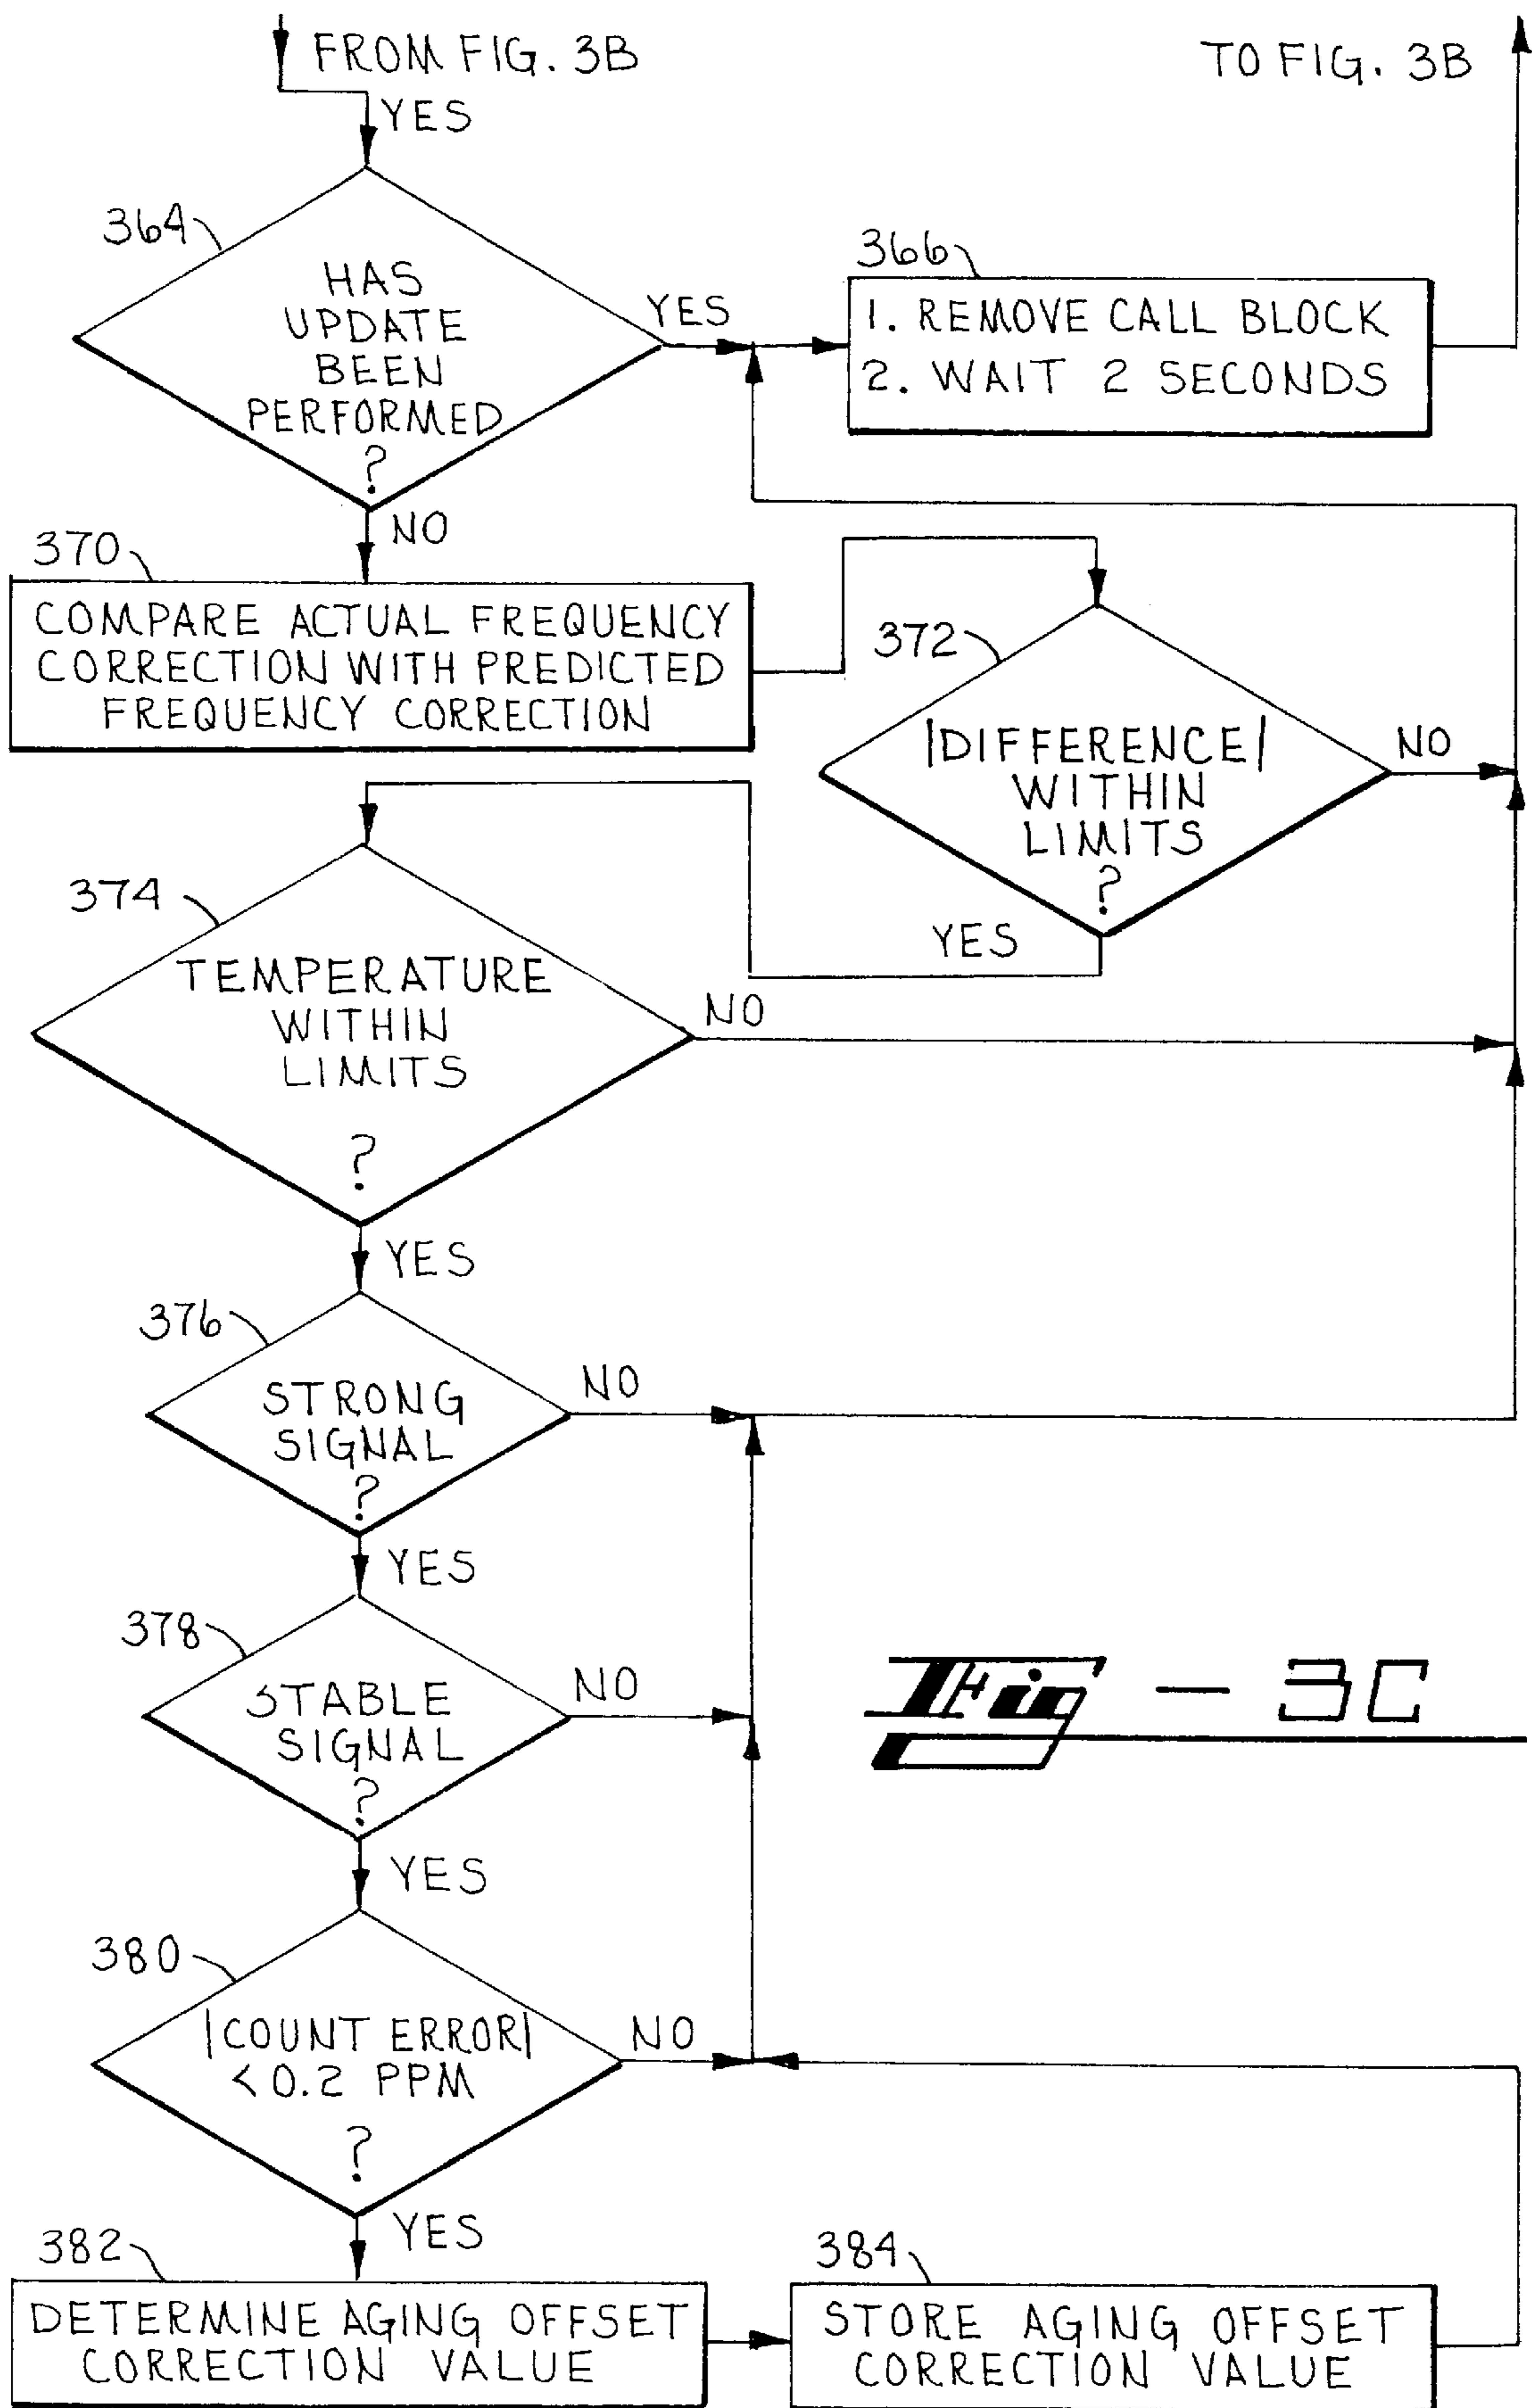 FROM FIG. 3B
TO FIG. 3B
YES
364
HAS
UPDATE
BEEN
PERFORMED
?
YES
366
1. REMOVE CALL BLOCK
2. WAIT 2 SECONDS
NO
370
COMPARE ACTUAL FREQUENCY
CORRECTION WITH PREDICTED
FREQUENCY CORRECTION
372
|DIFFERENCE|
WITHIN
LIMITS
?
NO
YES
374
TEMPERATURE
WITHIN
LIMITS
?
NO
YES
376
STRONG
SIGNAL
?
NO
YES
378
STABLE
SIGNAL
?
NO
YES
Fig - 3C
380
|COUNT ERROR|
<0.2 PPM
?
NO
YES
382
DETERMINE AGING OFFSET
CORRECTION VALUE
384
STORE AGING OFFSET
CORRECTION VALUE